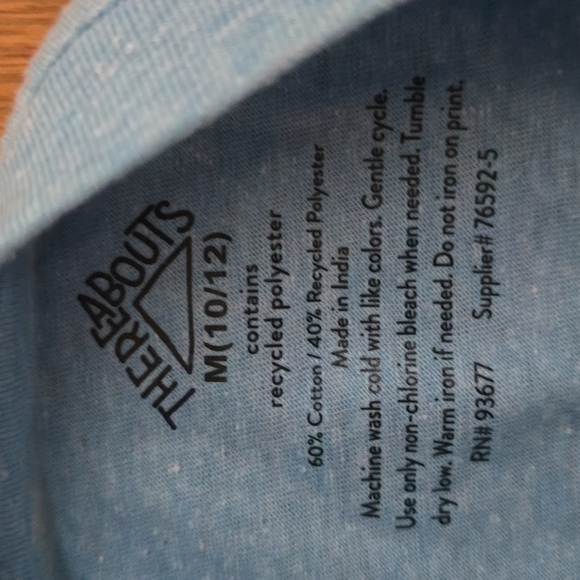 THEREABOUTS
M(10/12)
contains
recycled polyester
60% Cotton / 40% Recycled Polyester
Made in India
Machine wash cold with like colors. Gentle cycle.
Use only non-chlorine bleach when needed. Tumble
dry low. Warm iron if needed. Do not iron on print.
RN# 93677 Supplier# 76592-5